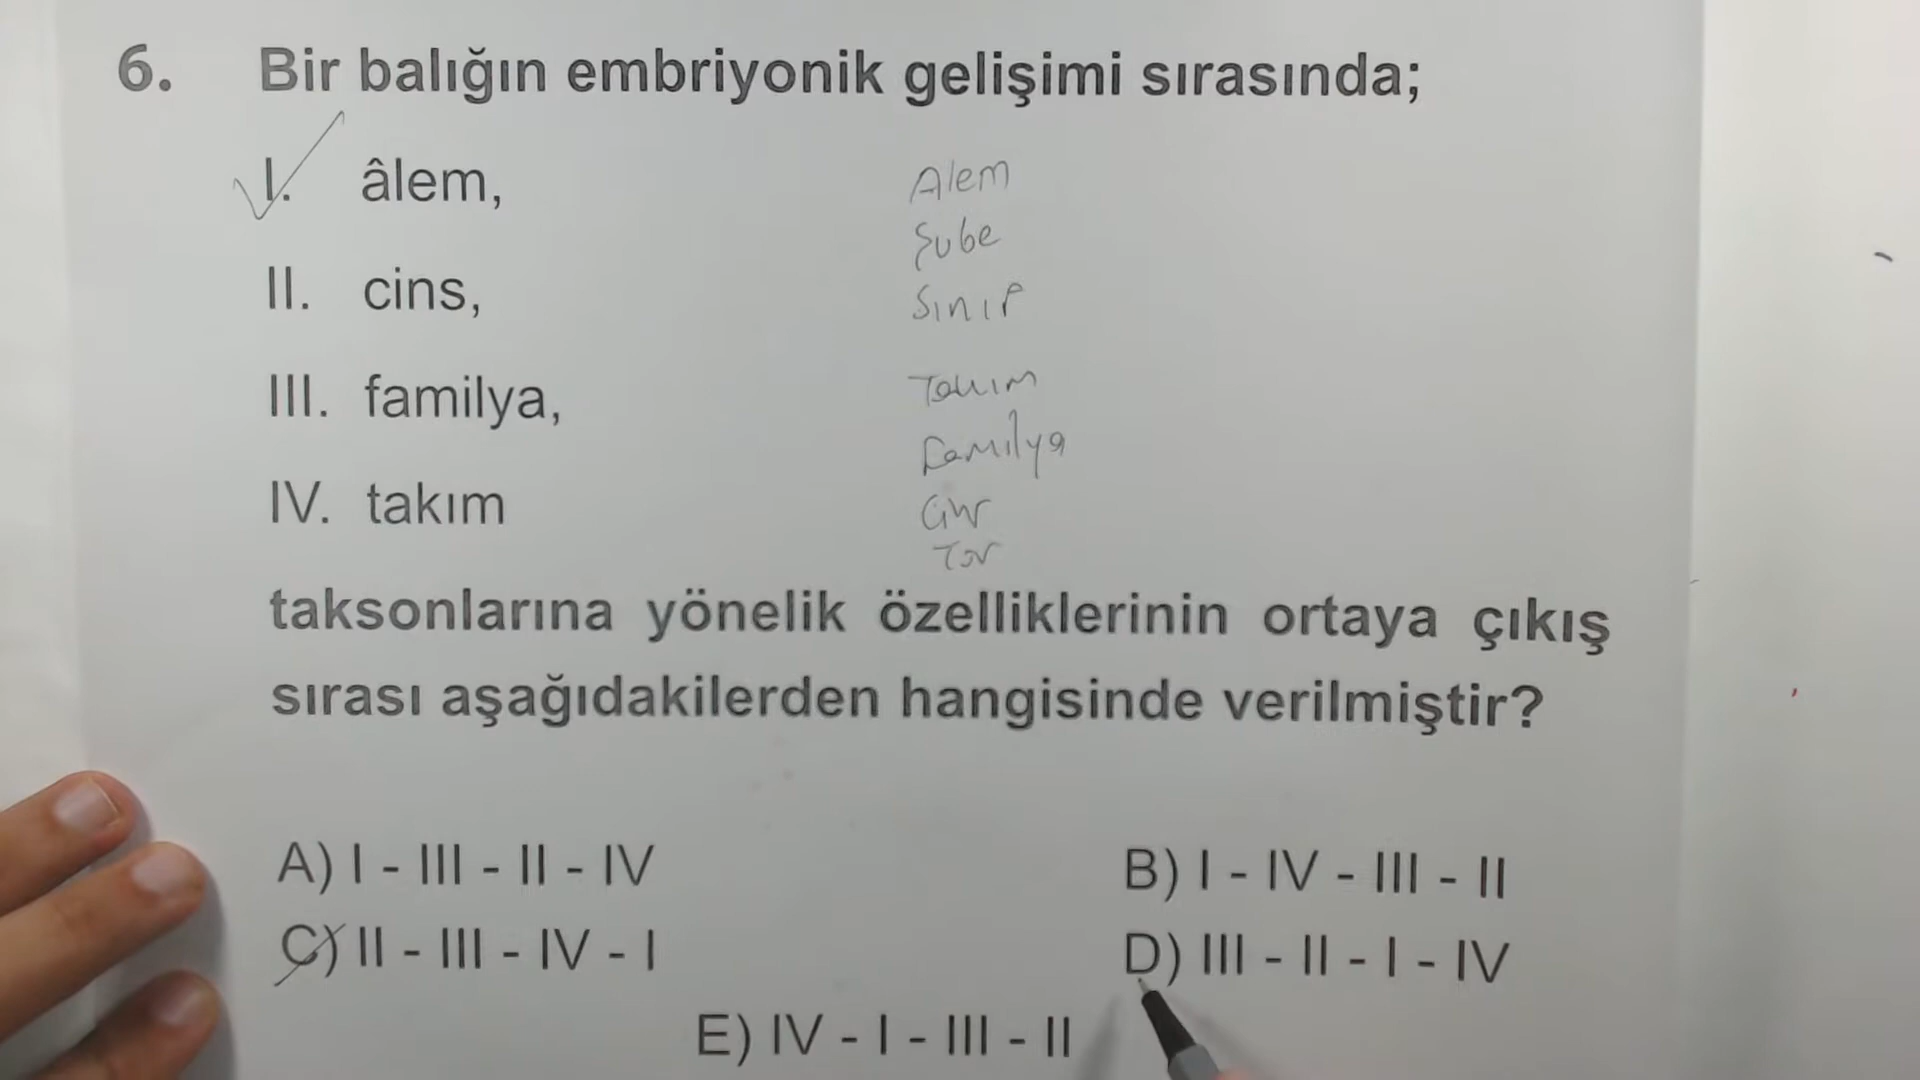 6. Bir balığın embriyonik gelişimi sırasında;
I. âlem,
II. cins,
III. familya,
IV. takım
Alem
Şube
Sınıf
Takım
Familya
Cins
Tür
taksonlarına yönelik özelliklerinin ortaya çıkış
sırası aşağıdakilerden hangisinde verilmiştir?
A) I - III - II - IV
B) I - IV - III - II
C) II - III - IV - I
D) III - II - I - IV
E) IV - I - III - II